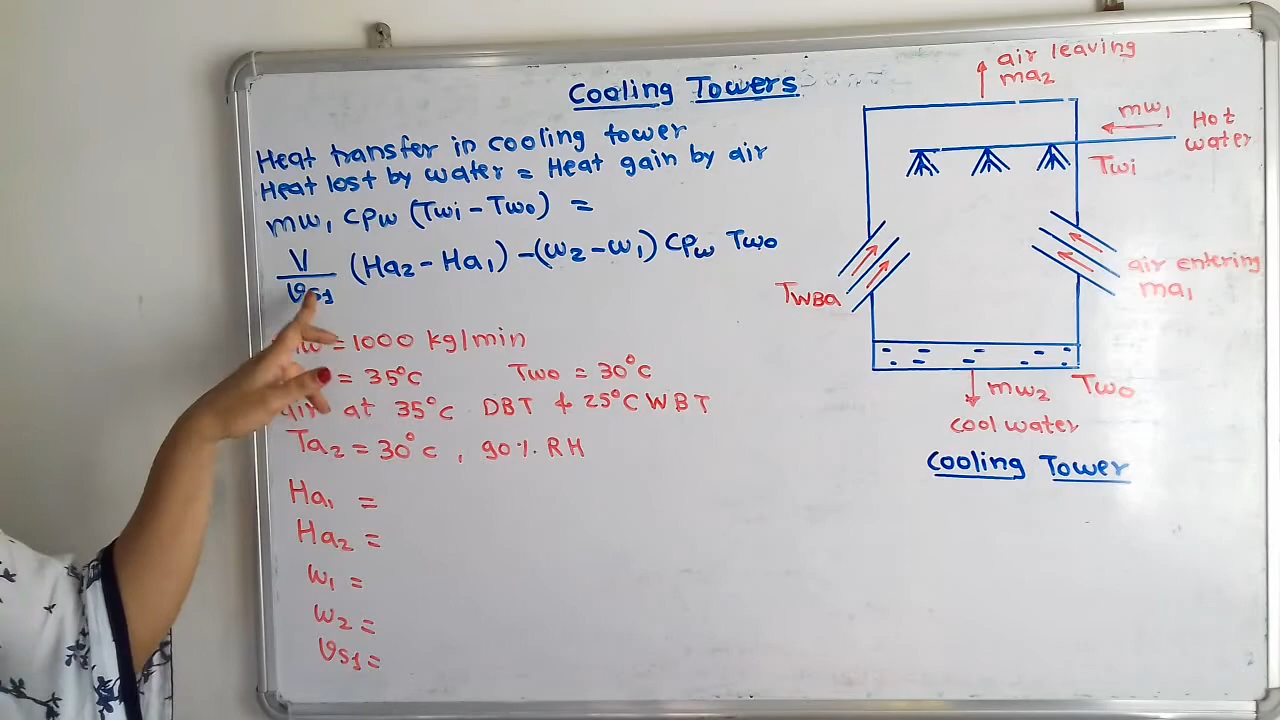 Cooling Towers
Heat transfer in cooling tower
Heat lost by water = Heat gain by air
mw₁ Cpw (Twi - Two) =
V/vs₁ (Ha₂ - Ha₁) - (ω₂ - ω₁) Cpw Two
= 1000 kg/min
= 35°C Two = 30°C
air at 35°C DBT & 25°C WBT
Ta₂ = 30°C, 90% RH
Ha₁ =
Ha₂ =
ω₁ =
ω₂ =
vs₁ =
air leaving
ma₂
mw₁
Hot
water
Twi
air entering
ma₁
TWBa
mw₂ Two
cool water
Cooling Tower